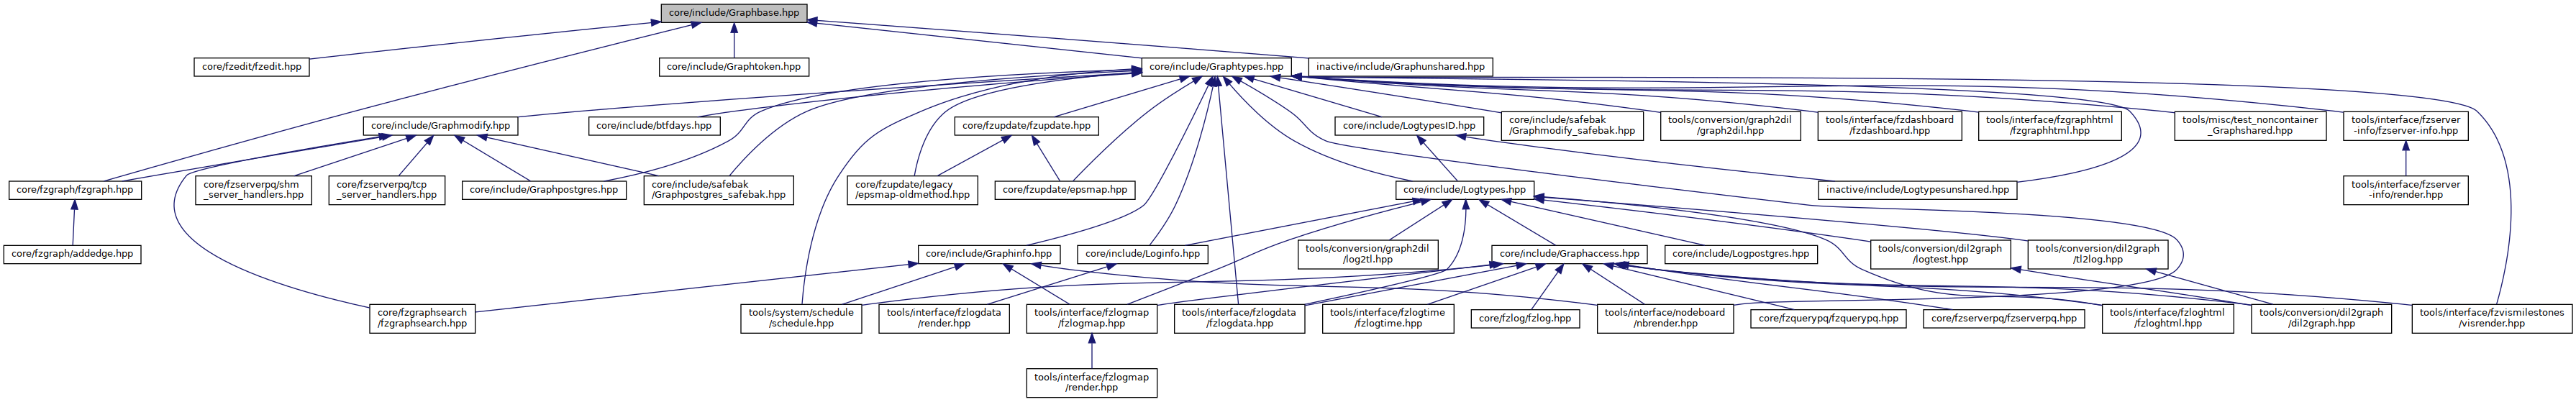 core/include/Graphbase.hpp
core/fzedit/fzedit.hpp
core/include/Graphtoken.hpp
core/include/Graphtypes.hpp
inactive/include/Graphunshared.hpp
core/include/Graphmodify.hpp
core/include/btfdays.hpp
core/fzupdate/fzupdate.hpp
core/include/LogtypesID.hpp
core/include/safebak
/Graphmodify_safebak.hpp
tools/conversion/graph2dil
/graph2dil.hpp
tools/interface/fzdashboard
/fzdashboard.hpp
tools/interface/fzgraphhtml
/fzgraphhtml.hpp
tools/misc/test_noncontainer
_Graphshared.hpp
tools/interface/fzserver
-info/fzserver-info.hpp
core/fzgraph/fzgraph.hpp
core/fzserverpq/shm
_server_handlers.hpp
core/fzserverpq/tcp
_server_handlers.hpp
core/include/Graphpostgres.hpp
core/include/safebak
/Graphpostgres_safebak.hpp
core/fzupdate/legacy
/epsmap-oldmethod.hpp
core/fzupdate/epsmap.hpp
core/include/Logtypes.hpp
inactive/include/Logtypesunshared.hpp
tools/interface/fzserver
-info/render.hpp
core/fzgraph/addedge.hpp
core/include/Graphinfo.hpp
core/include/Loginfo.hpp
tools/conversion/graph2dil
/log2tl.hpp
core/include/Graphaccess.hpp
core/include/Logpostgres.hpp
tools/conversion/dil2graph
/logtest.hpp
tools/conversion/dil2graph
/tl2log.hpp
core/fzgraphsearch
/fzgraphsearch.hpp
tools/system/schedule
/schedule.hpp
tools/interface/fzlogdata
/render.hpp
tools/interface/fzlogmap
/fzlogmap.hpp
tools/interface/fzlogdata
/fzlogdata.hpp
tools/interface/fzlogtime
/fzlogtime.hpp
core/fzlog/fzlog.hpp
tools/interface/nodeboard
/nbrender.hpp
core/fzquerypq/fzquerypq.hpp
core/fzserverpq/fzserverpq.hpp
tools/interface/fzloghtml
/fzloghtml.hpp
tools/conversion/dil2graph
/dil2graph.hpp
tools/interface/fzvismilestones
/visrender.hpp
tools/interface/fzlogmap
/render.hpp